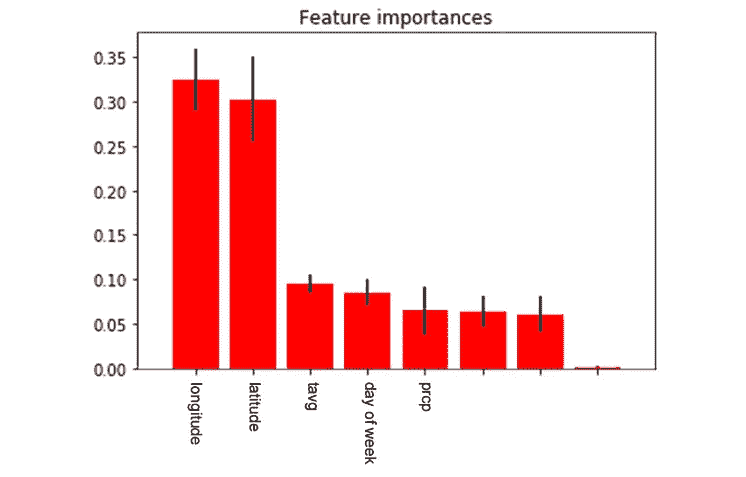 Feature importances
0.35
0.30
0.25
0.20
0.15
0.10
0.05
0.00
longitude
latitude
tavg
day of week
prcp